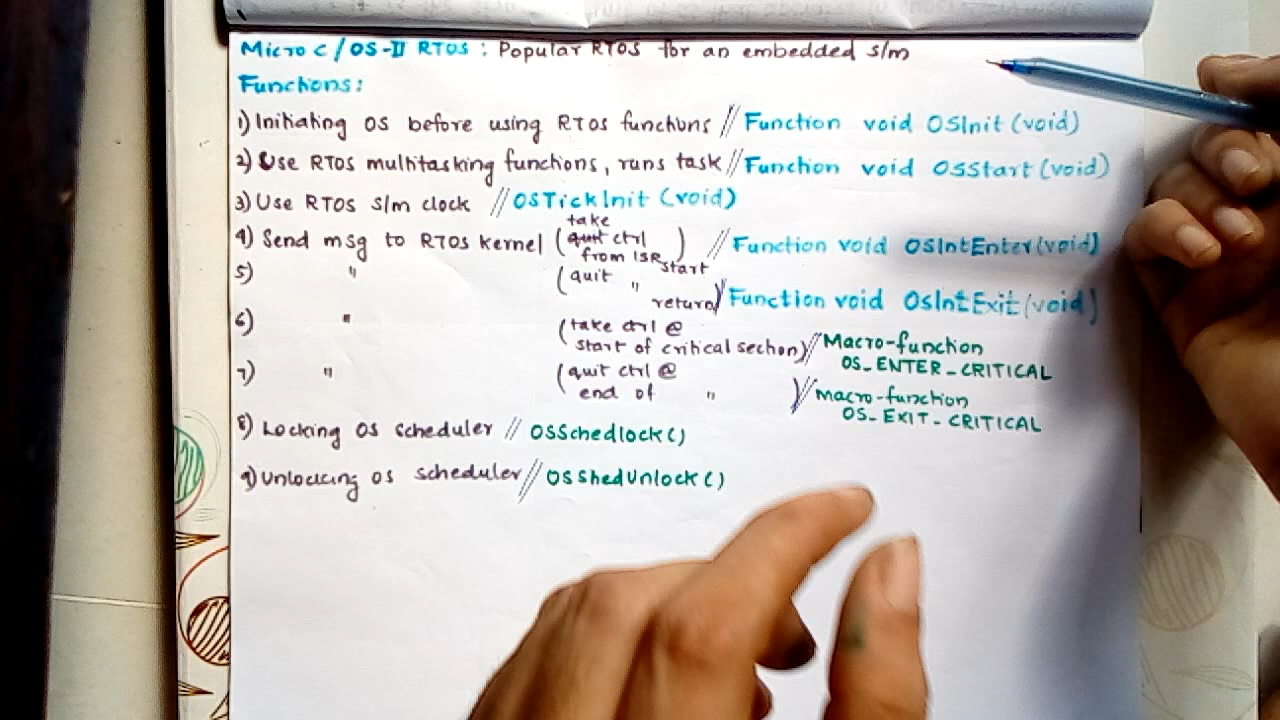 Micro C/OS-II RTOS : Popular RTOS for an embedded s/m
Functions:
1) Initiating OS before using RTOS functions // Function void OSInit (void)
2) Use RTOS multitasking functions, runs task // Function void OSStart (void)
3) Use RTOS s/m clock // OSTickInit (void)
4) Send msg to RTOS kernel ( take ctrl from ISR ) // Function void OSIntEnter(void)
start
5) " ( quit " return) // Function void OSIntExit (void)
6) " (take ctrl @
start of critical section) // Macro-function
OS_ENTER_CRITICAL
7) " (quit ctrl @
end of " ) // Macro-function
OS_EXIT_CRITICAL
8) Locking OS scheduler // OSSchedlock()
9) Unlocking OS scheduler // OSShedUnlock()